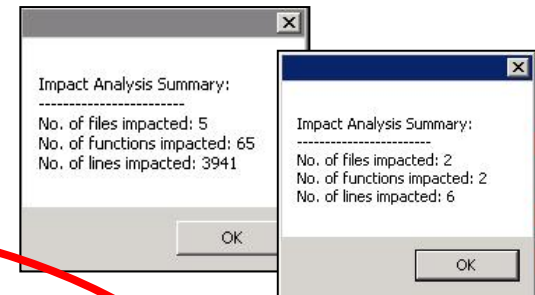 Impact Analysis Summary:
------------------------
No. of files impacted: 5
No. of functions impacted: 65
No. of lines impacted: 3941
OK
Impact Analysis Summary:
------------------------
No. of files impacted: 2
No. of functions impacted: 2
No. of lines impacted: 6
OK